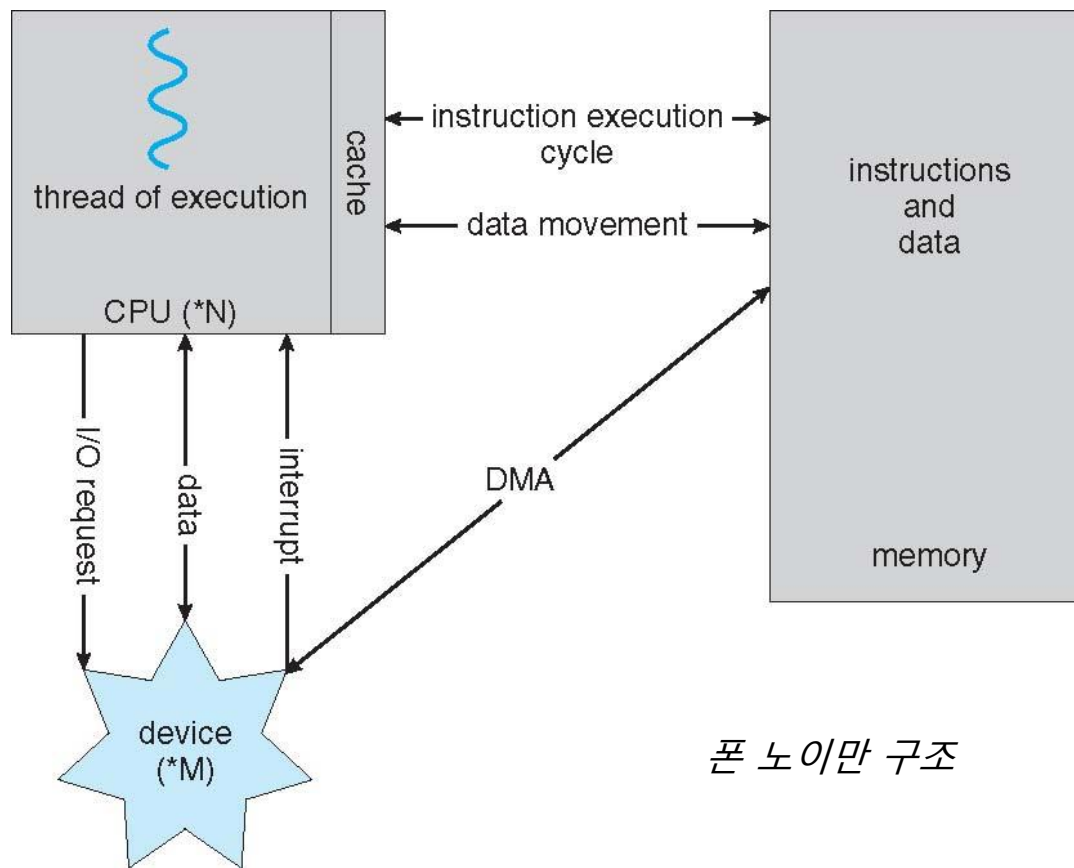 thread of execution
cache
CPU (*N)
instruction execution
cycle
data movement
instructions
and
data
memory
I/O request
data
interrupt
DMA
device
(*M)
폰 노이만 구조